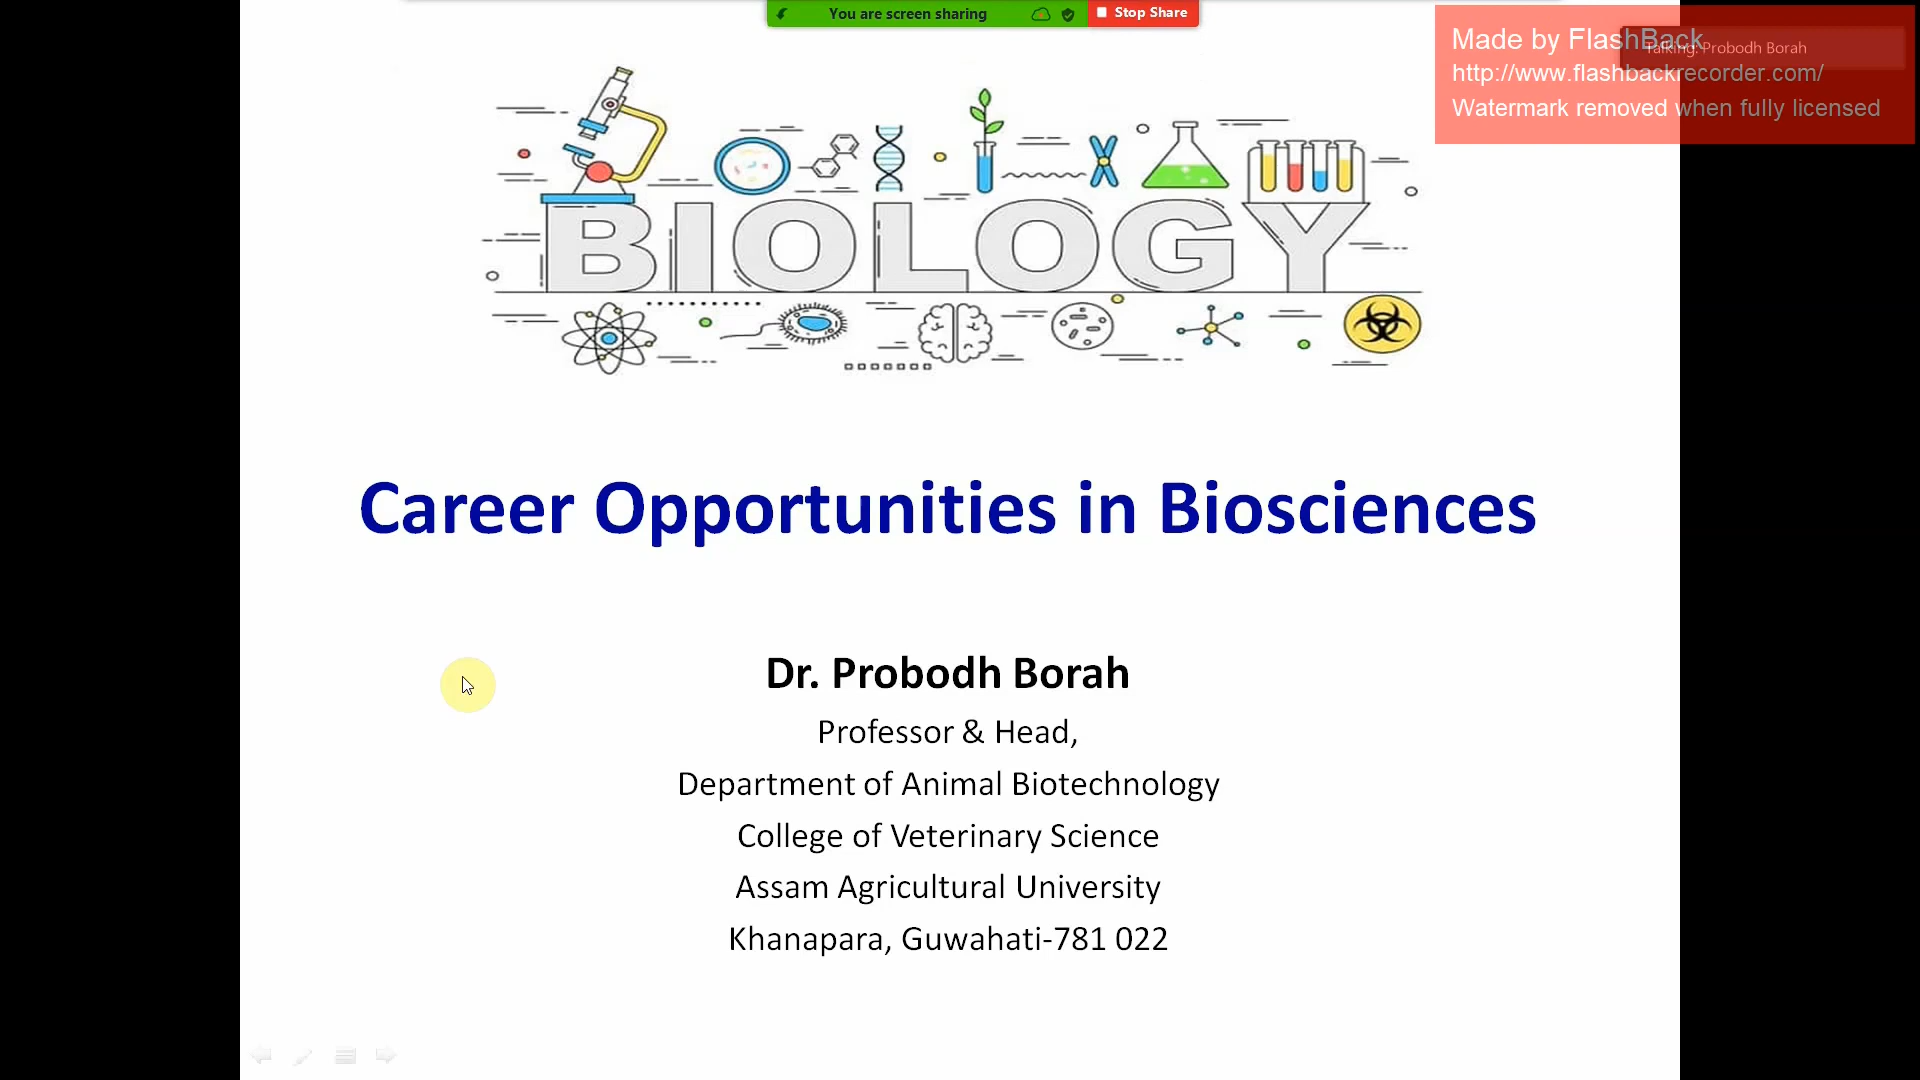 You are screen sharing
Stop Share
Made by FlashBack
Talking: Probodh Borah
http://www.flashbackrecorder.com/
Watermark removed when fully licensed
BIOLOGY
Career Opportunities in Biosciences
Dr. Probodh Borah
Professor & Head,
Department of Animal Biotechnology
College of Veterinary Science
Assam Agricultural University
Khanapara, Guwahati-781 022